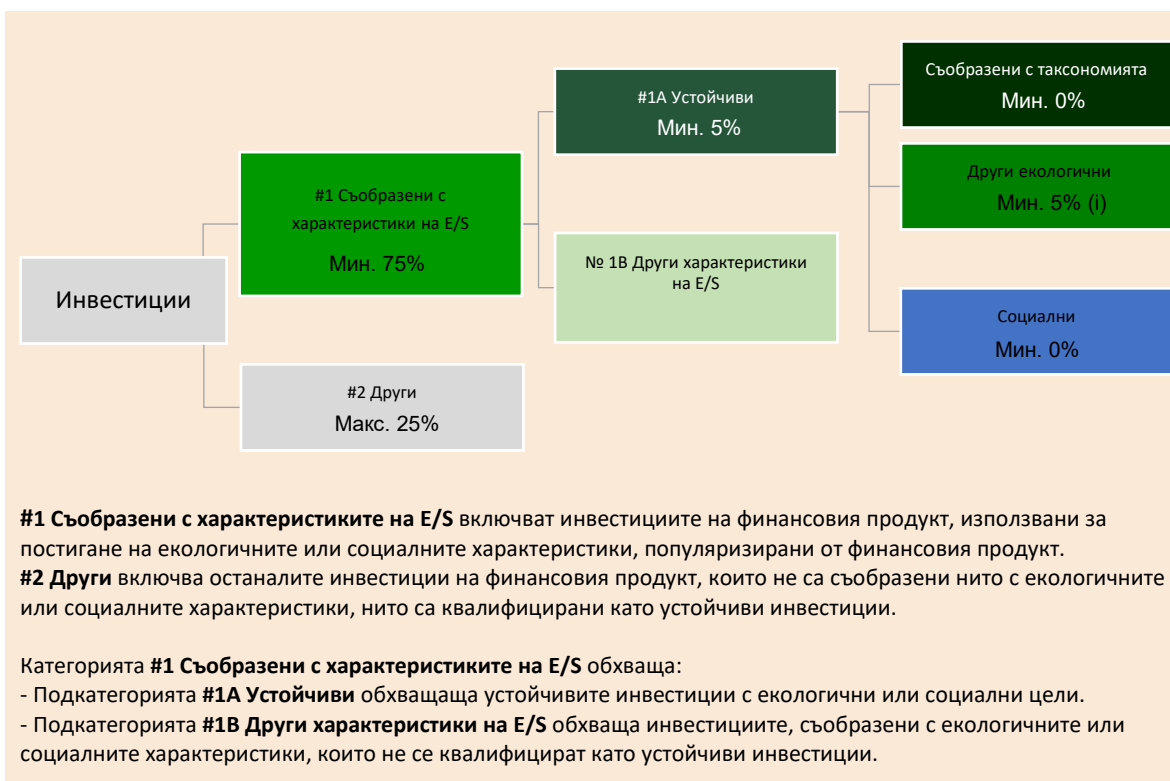 Съобразени с таксономията
Мин. 0%
#1A Устойчиви
Мин. 5%
Други екологични
Мин. 5% (i)
#1 Съобразени с
характеристики на E/S
Мин. 75%
№ 1B Други характеристики
на E/S
Инвестиции
Социални
Мин. 0%
#2 Други
Макс. 25%
#1 Съобразени с характеристиките на E/S включват инвестициите на финансовия продукт, използвани за
постигане на екологичните или социалните характеристики, популяризирани от финансовия продукт.
#2 Други включва останалите инвестиции на финансовия продукт, които не са съобразени нито с екологичните
или социалните характеристики, нито са квалифицирани като устойчиви инвестиции.
Категорията #1 Съобразени с характеристиките на E/S обхваща:
- Подкатегорията #1A Устойчиви обхващаща устойчивите инвестиции с екологични или социални цели.
- Подкатегорията #1B Други характеристики на E/S обхваща инвестициите, съобразени с екологичните или
социалните характеристики, които не се квалифицират като устойчиви инвестиции.